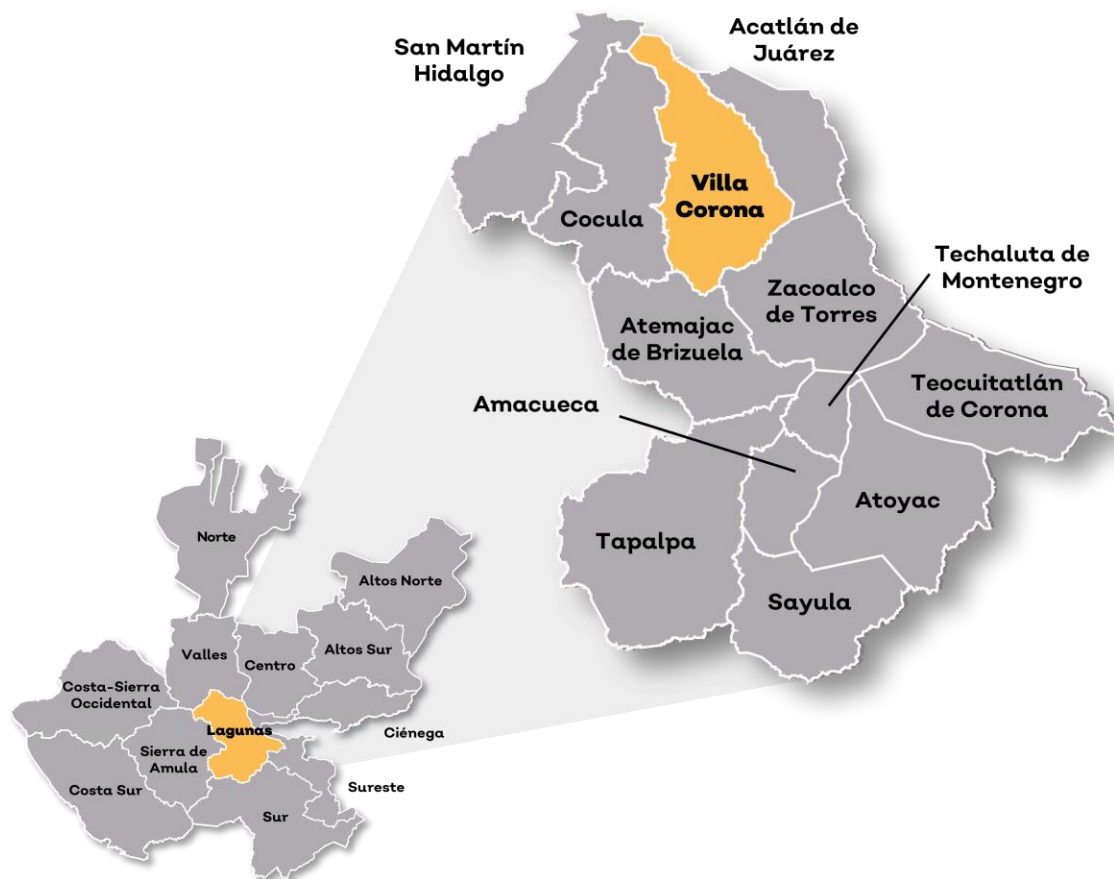 San Martín
Hidalgo
Acatlán de
Juárez
Villa
Corona
Cocula
Techaluta de
Montenegro
Zacoalco
de Torres
Atemajac
de Brizuela
Teocuitatlán
de Corona
Amacueca
Atoyac
Tapalpa
Sayula
Norte
Altos Norte
Valles
Centro
Altos Sur
Costa-Sierra
Occidental
Lagunas
Ciénega
Sierra de
Amula
Costa Sur
Sureste
Sur